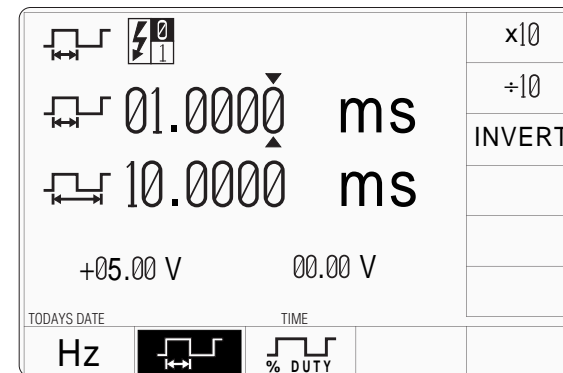 0
1
x10
÷10
01.0000 ms
INVERT
10.0000 ms
+05.00 V 00.00 V
TODAYS DATE TIME
Hz % DUTY